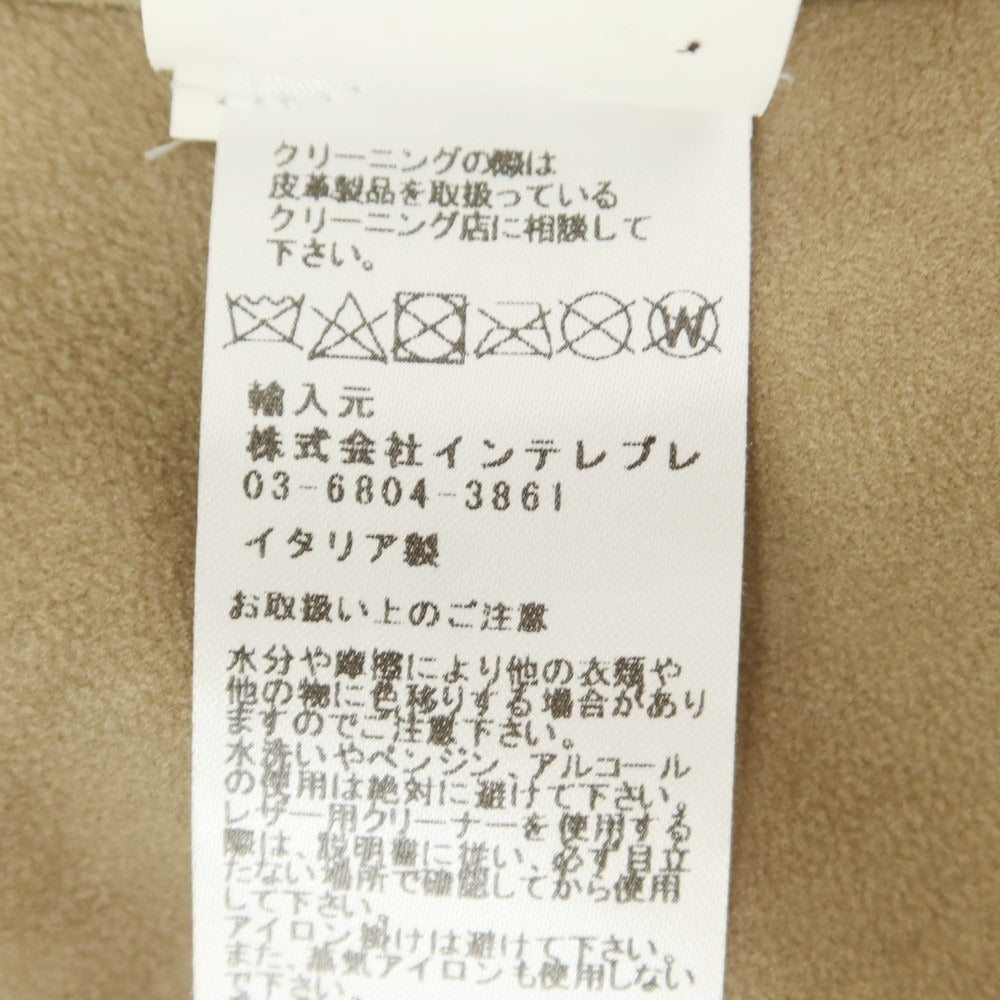 クリーニングの際は
皮革製品を取扱っている
クリーニング店に相談して
下さい。
W
輸入元
株式会社インテレプレ
03-6804-3861
イタリア製
お取扱い上のご注意
水分や摩擦により他の衣類や
他の物に色移りする場合があり
ますのでご注意下さい。
水洗いやベンジン、アルコール
の使用は絶対に避けて下さい。
レザー用クリーナーを使用する
際は、説明書に従い、必ず目立
たない場所で確認してから使用
して下さい。
アイロン掛けは避けて下さい。
また、蒸気アイロンも使用しない
で下さい。